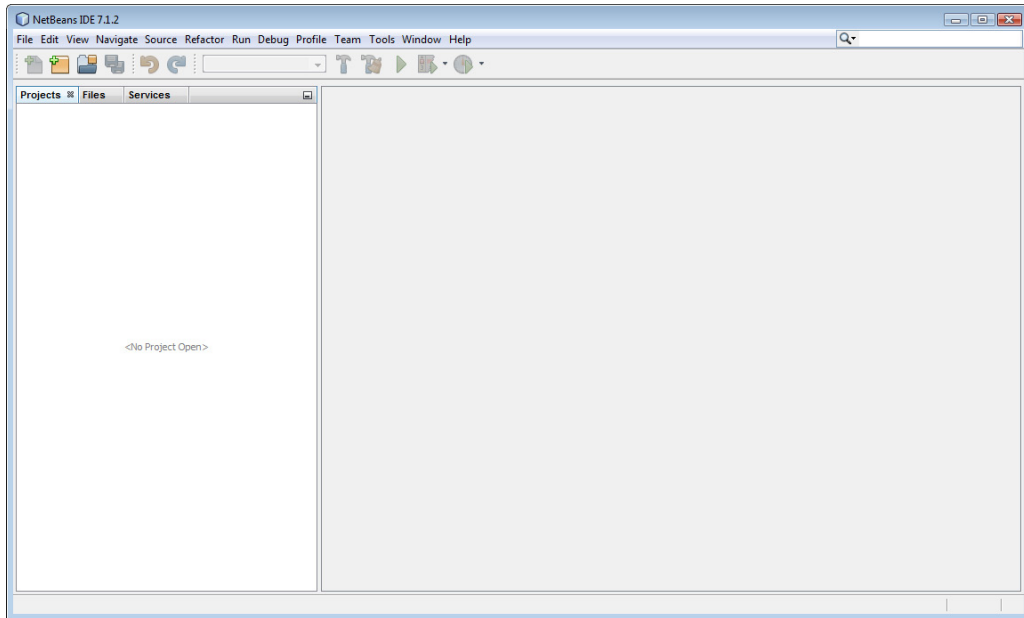 NetBeans IDE 7.1.2
File Edit View Navigate Source Refactor Run Debug Profile Team Tools Window Help
Projects Files Services
<No Project Open>